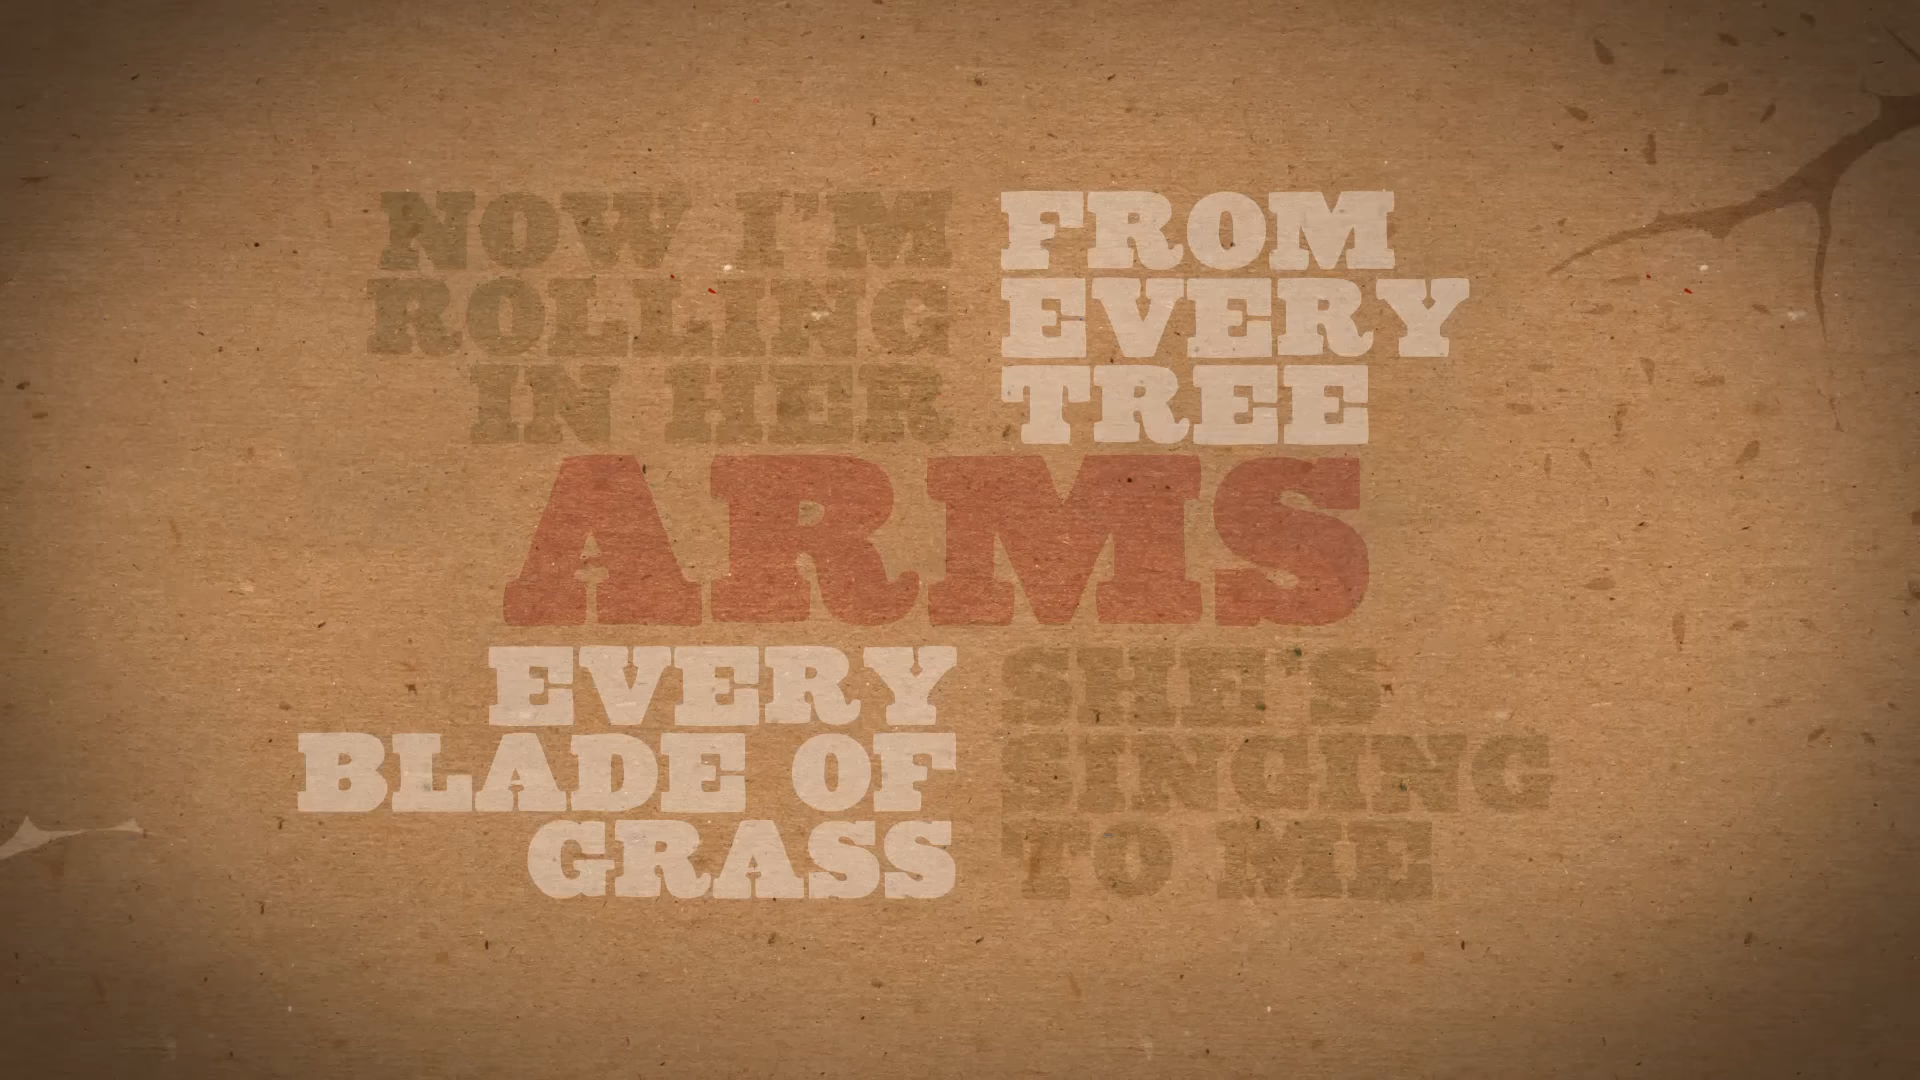 NOW I'M
ROLLING
IN HER
FROM
EVERY
TREE
ARMS
EVERY
BLADE OF
GRASS
SHE'S
SINGING
TO ME